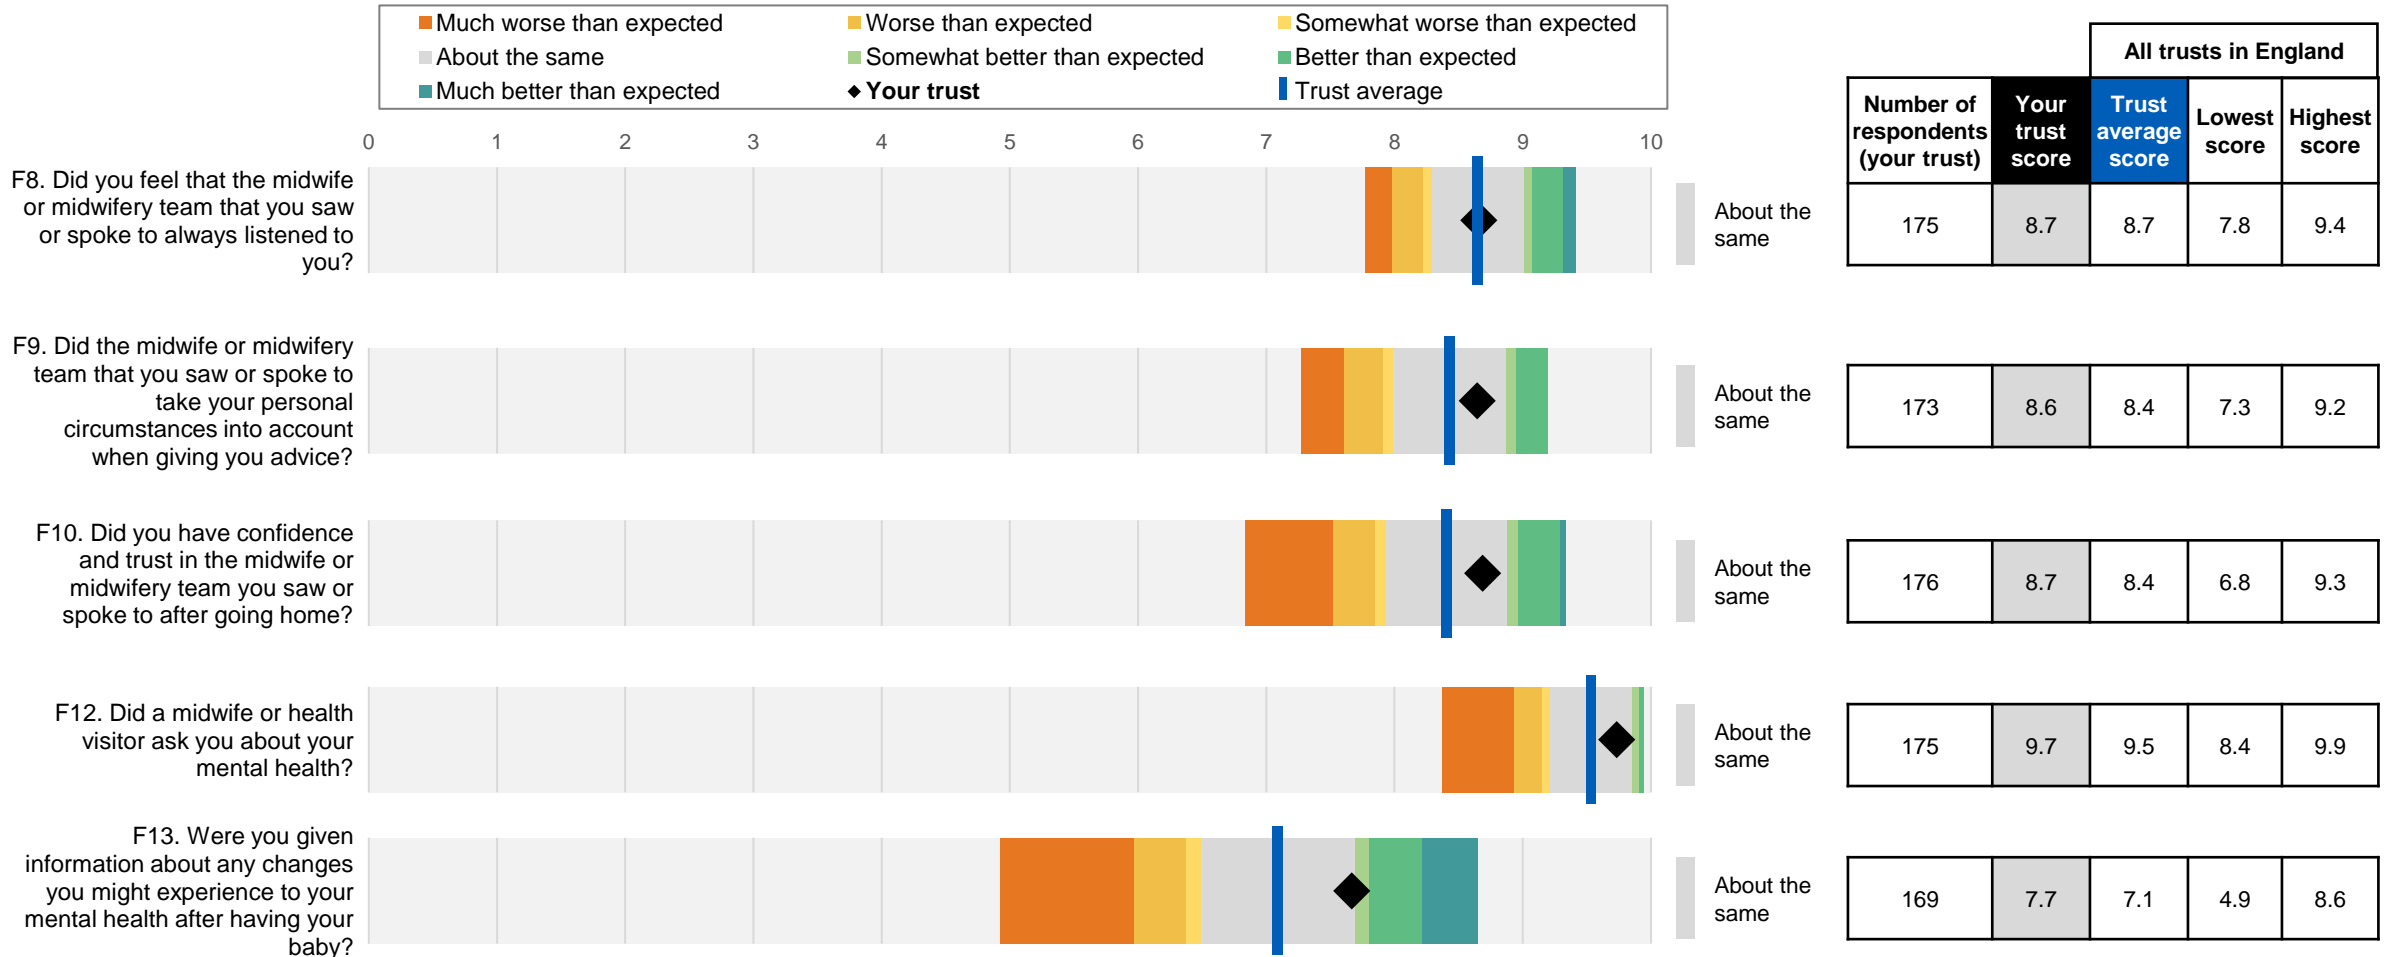 Much worse than expected
Worse than expected
Somewhat worse than expected
About the same
Somewhat better than expected
Better than expected
Much better than expected
Your trust
Trust average
All trusts in England
Number of respondents (your trust)
Your trust score
Trust average score
Lowest score
Highest score
0 1 2 3 4 5 6 7 8 9 10
F8. Did you feel that the midwife
or midwifery team that you saw
or spoke to always listened to
you?
About the
same
175 8.7 8.7 7.8 9.4
F9. Did the midwife or midwifery
team that you saw or spoke to
take your personal
circumstances into account
when giving you advice?
About the
same
173 8.6 8.4 7.3 9.2
F10. Did you have confidence
and trust in the midwife or
midwifery team you saw or
spoke to after going home?
About the
same
176 8.7 8.4 6.8 9.3
F12. Did a midwife or health
visitor ask you about your
mental health?
About the
same
175 9.7 9.5 8.4 9.9
F13. Were you given
information about any changes
you might experience to your
mental health after having your
baby?
About the
same
169 7.7 7.1 4.9 8.6